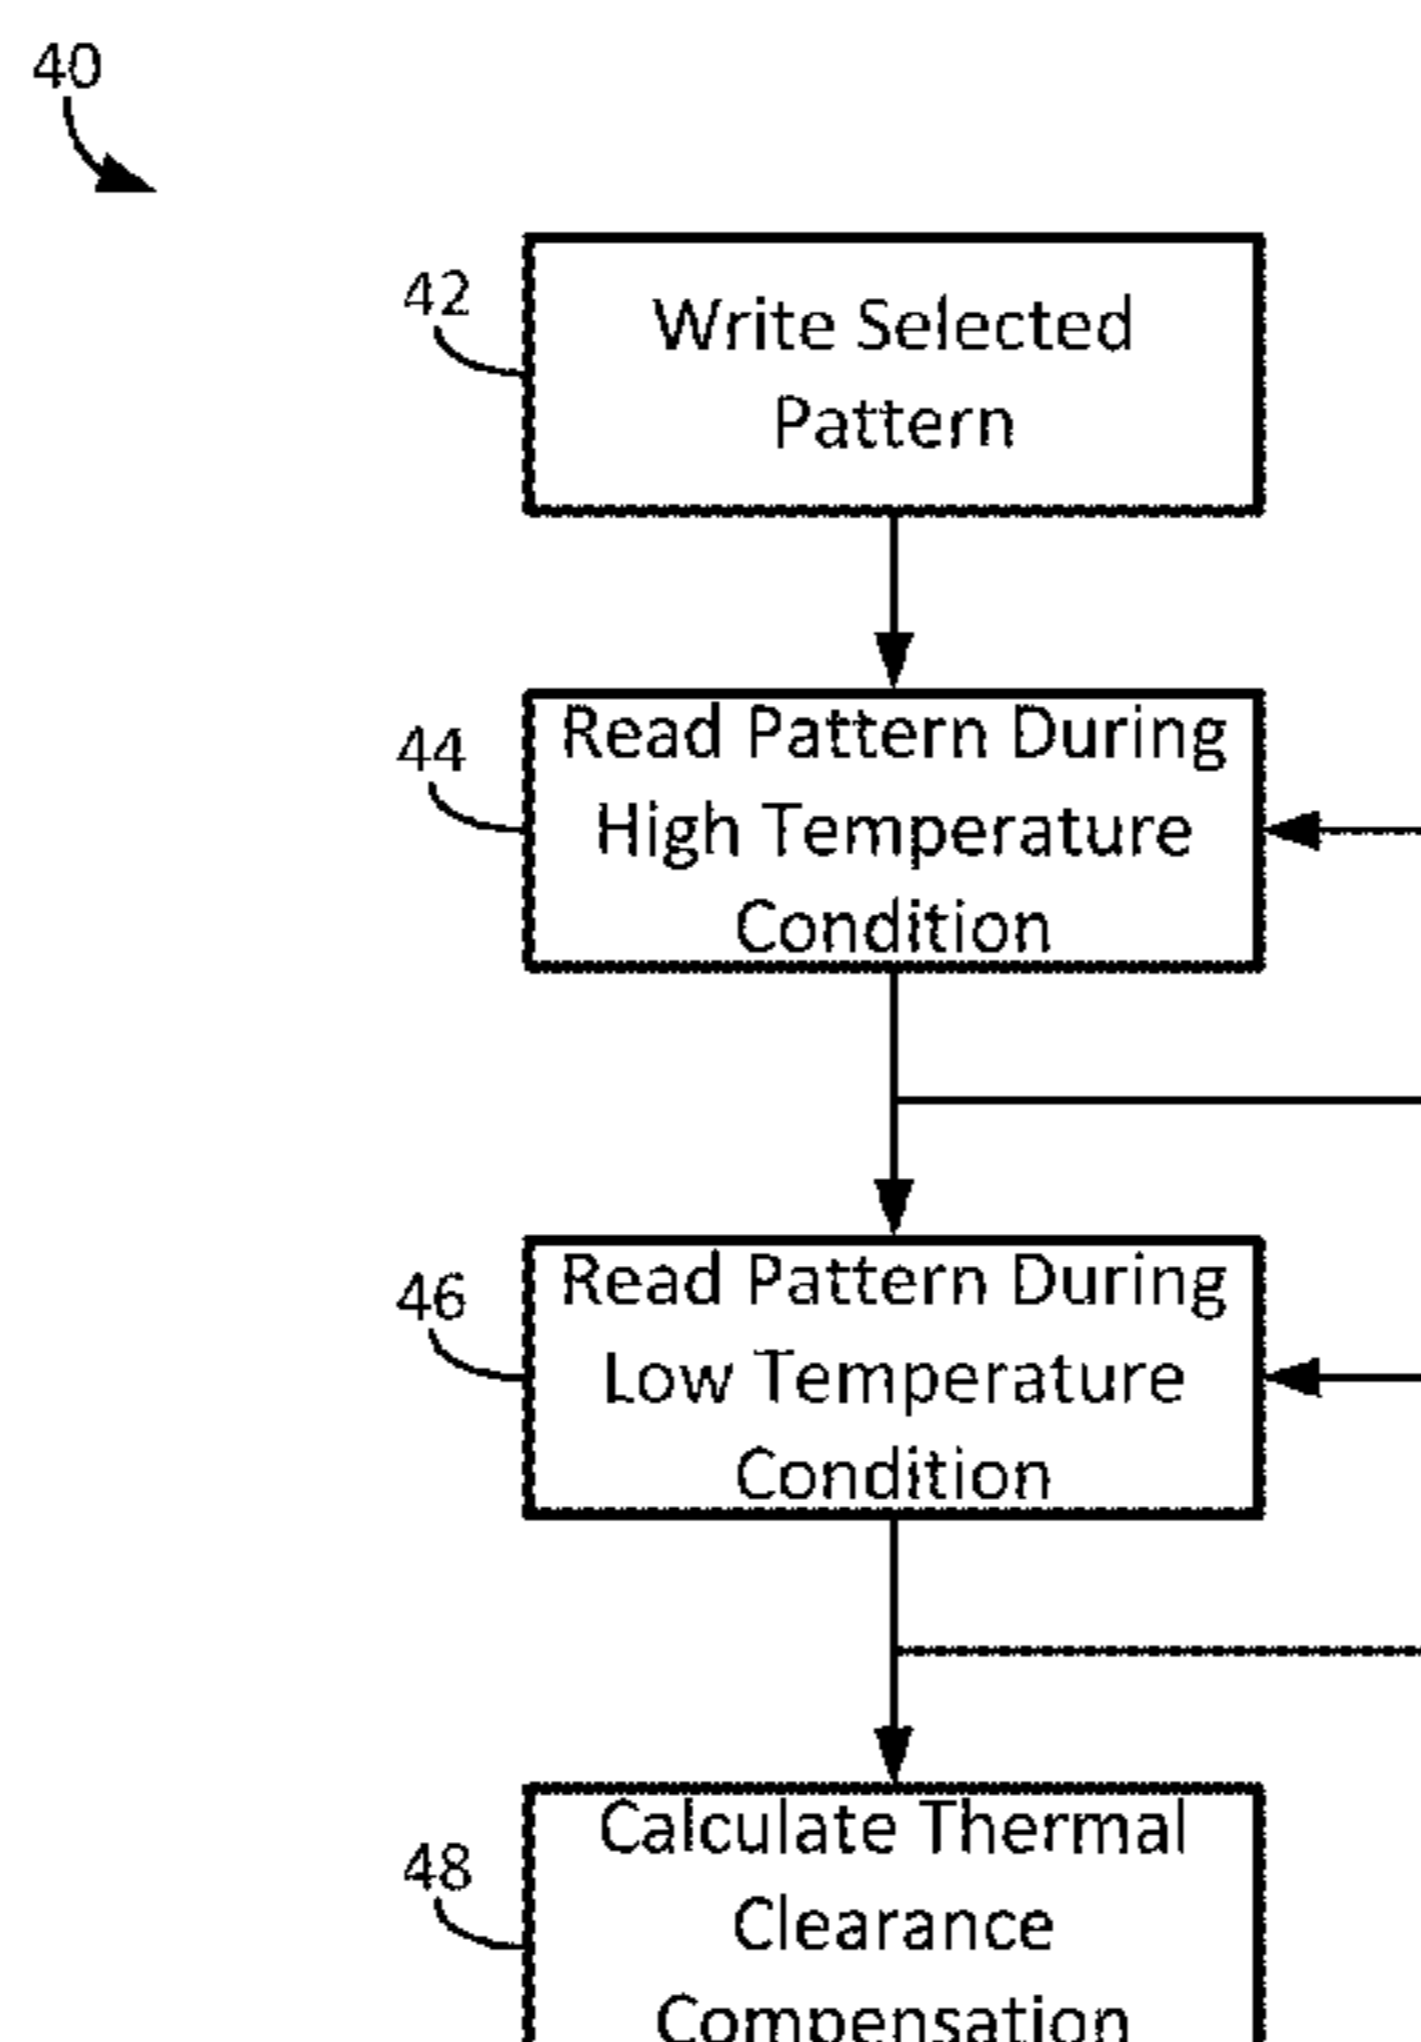 40
42
Write Selected
Pattern
44
Read Pattern During
High Temperature
Condition
46
Read Pattern During
Low Temperature
Condition
48
Calculate Thermal
Clearance
Compensation